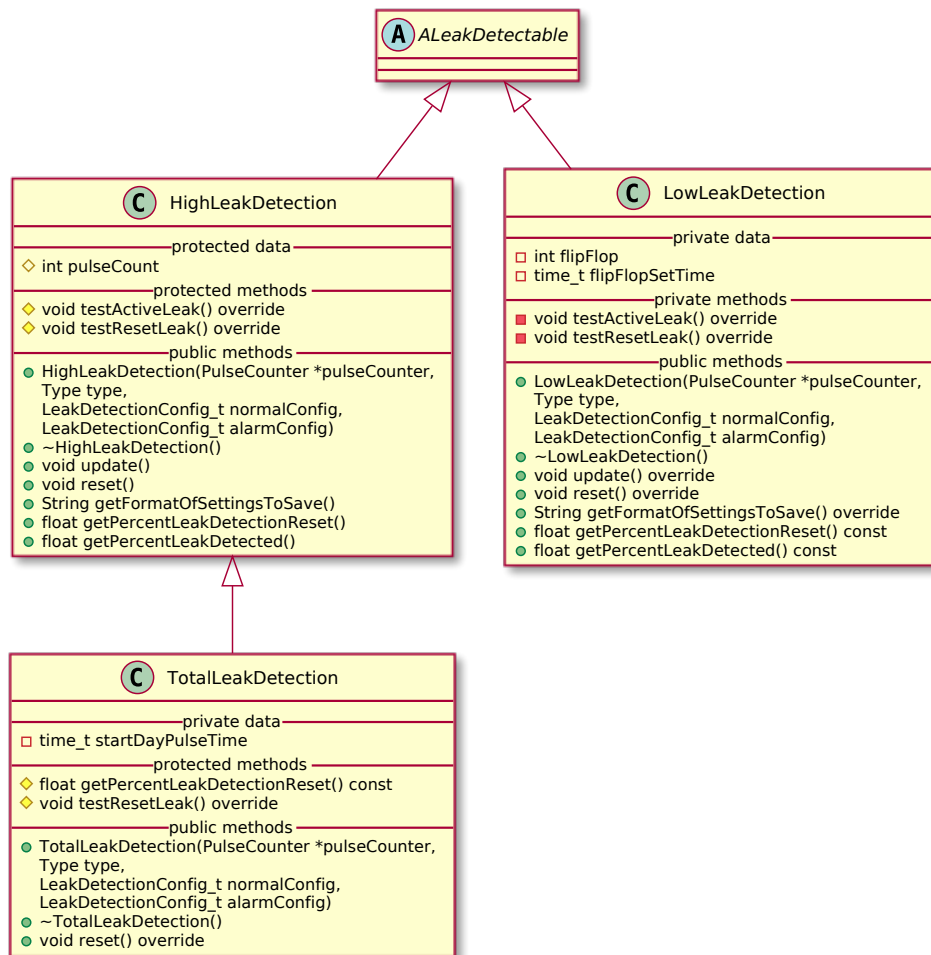 A ALeakDetectable
C HighLeakDetection
protected data
int pulseCount
protected methods
void testActiveLeak() override
void testResetLeak() override
public methods
HighLeakDetection(PulseCounter *pulseCounter,
Type type,
LeakDetectionConfig_t normalConfig,
LeakDetectionConfig_t alarmConfig)
~HighLeakDetection()
void update()
void reset()
String getFormatOfSettingsToSave()
float getPercentLeakDetectionReset()
float getPercentLeakDetected()
C LowLeakDetection
private data
int flipFlop
time_t flipFlopSetTime
private methods
void testActiveLeak() override
void testResetLeak() override
public methods
LowLeakDetection(PulseCounter *pulseCounter,
Type type,
LeakDetectionConfig_t normalConfig,
LeakDetectionConfig_t alarmConfig)
~LowLeakDetection()
void update() override
void reset() override
String getFormatOfSettingsToSave() override
float getPercentLeakDetectionReset() const
float getPercentLeakDetected() const
C TotalLeakDetection
private data
time_t startDayPulseTime
protected methods
float getPercentLeakDetectionReset() const
void testResetLeak() override
public methods
TotalLeakDetection(PulseCounter *pulseCounter,
Type type,
LeakDetectionConfig_t normalConfig,
LeakDetectionConfig_t alarmConfig)
~TotalLeakDetection()
void reset() override